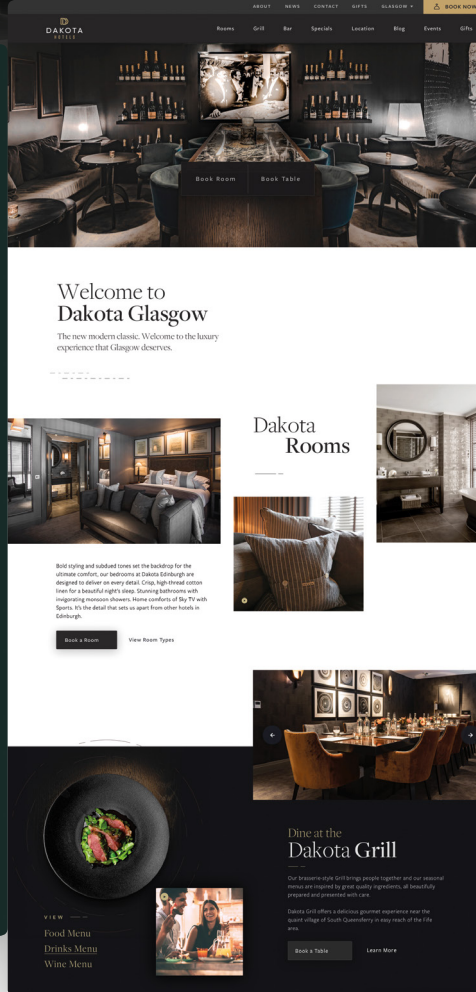 ABOUT NEWS CONTACT GIFTS GLASGOW BOOK NOW
DAKOTA
HOTELS
Rooms Grill Bar Specials Location Blog Events Gifts
Book Room Book Table
Welcome to
Dakota Glasgow
The new modern classic. Welcome to the luxury
experience that Glasgow deserves.
Dakota
Rooms
Bold styling and subdued tones set the backdrop for the
ultimate comfort, our bedrooms at Dakota Edinburgh are
designed to deliver on every detail. Crisp, high-thread cotton
linen for a beautiful night's sleep. Stunning bathrooms with
invigorating monsoon showers. Home comforts of Sky TV with
Sports. It's the detail that sets us apart from other hotels in
Edinburgh.
Book a Room View Room Types
Dine at the
Dakota Grill
Our brasserie-style Grill brings people together and our seasonal
menus are inspired by great quality ingredients, all beautifully
prepared and presented with care.
Dakota Grill offers a delicious gourmet experience near the
quaint village of South Queensferry in easy reach of the Fife
area.
Book a Table Learn More
VIEW
Food Menu
Drinks Menu
Wine Menu